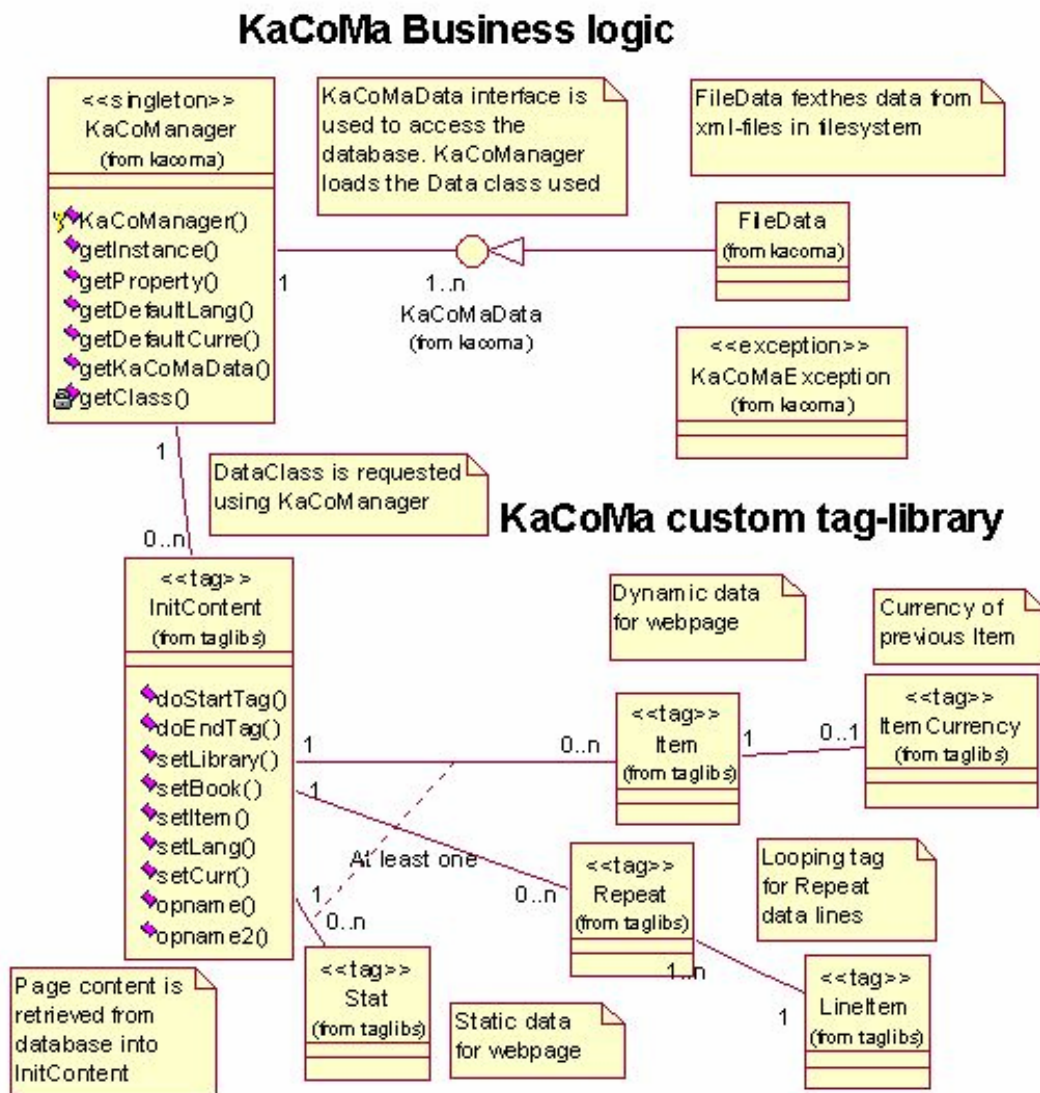 KaCoMa Business logic
<<singleton>>
KaCoManager
(from kacoma)
KaCoManager()
getInstance()
getProperty()
getDefaultLang()
getDefaultCurre()
getKaCoMaData()
getClass()
KaCoMaData interface is
used to access the
database. KaCoManager
loads the Data class used
FileData fexthes data from
xml-files in filesystem
1
1..n
KaCoMaData
(from kacoma)
FileData
(from kacoma)
<<exception>>
KaCoMaException
(from kacoma)
1
0..n
DataClass is requested
using KaCoManager
KaCoMa custom tag-library
<<tag>>
InitContent
(from taglibs)
doStartTag()
doEndTag()
setLibrary()
setBook()
setItem()
setLang()
setCurr()
opname()
opname2()
Dynamic data
for webpage
Currency of
previous Item
1
0..n
<<tag>>
Item
(from taglibs)
1
0..1
<<tag>>
ItemCurrency
(from taglibs)
1
At least one
0..n
<<tag>>
Repeat
(from taglibs)
Looping tag
for Repeat
data lines
1
0..n
1..n
1
<<tag>>
Stat
(from taglibs)
Static data
for webpage
<<tag>>
LineItem
(from taglibs)
Page content is
retrieved from
database into
InitContent